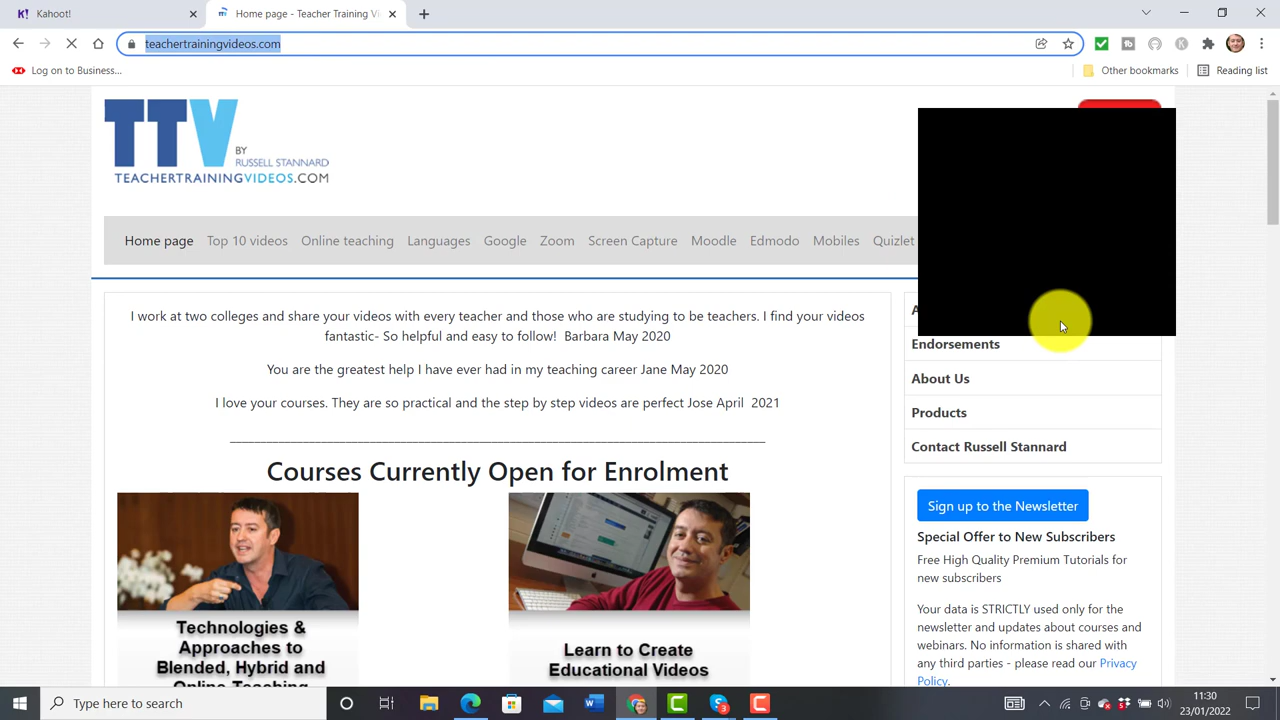 Kahoot!
Home page - Teacher Training Vi
teachertrainingvideos.com
Log on to Business...
Other bookmarks
Reading list
TTV
BY
RUSSELL STANNARD
TEACHERTRAININGVIDEOS.COM
Home page Top 10 videos Online teaching Languages Google Zoom Screen Capture Moodle Edmodo Mobiles Quizlet
I work at two colleges and share your videos with every teacher and those who are studying to be teachers. I find your videos
fantastic- So helpful and easy to follow! Barbara May 2020
You are the greatest help I have ever had in my teaching career Jane May 2020
I love your courses. They are so practical and the step by step videos are perfect Jose April 2021
Courses Currently Open for Enrolment
Technologies &
Approaches to
Blended, Hybrid and
Online Teaching
Learn to Create
Educational Videos
Endorsements
About Us
Products
Contact Russell Stannard
Sign up to the Newsletter
Special Offer to New Subscribers
Free High Quality Premium Tutorials for
new subscribers
Your data is STRICTLY used only for the
newsletter and updates about courses and
webinars. No information is shared with
any third parties - please read our Privacy
Policy.
Type here to search
11:30
23/01/2022